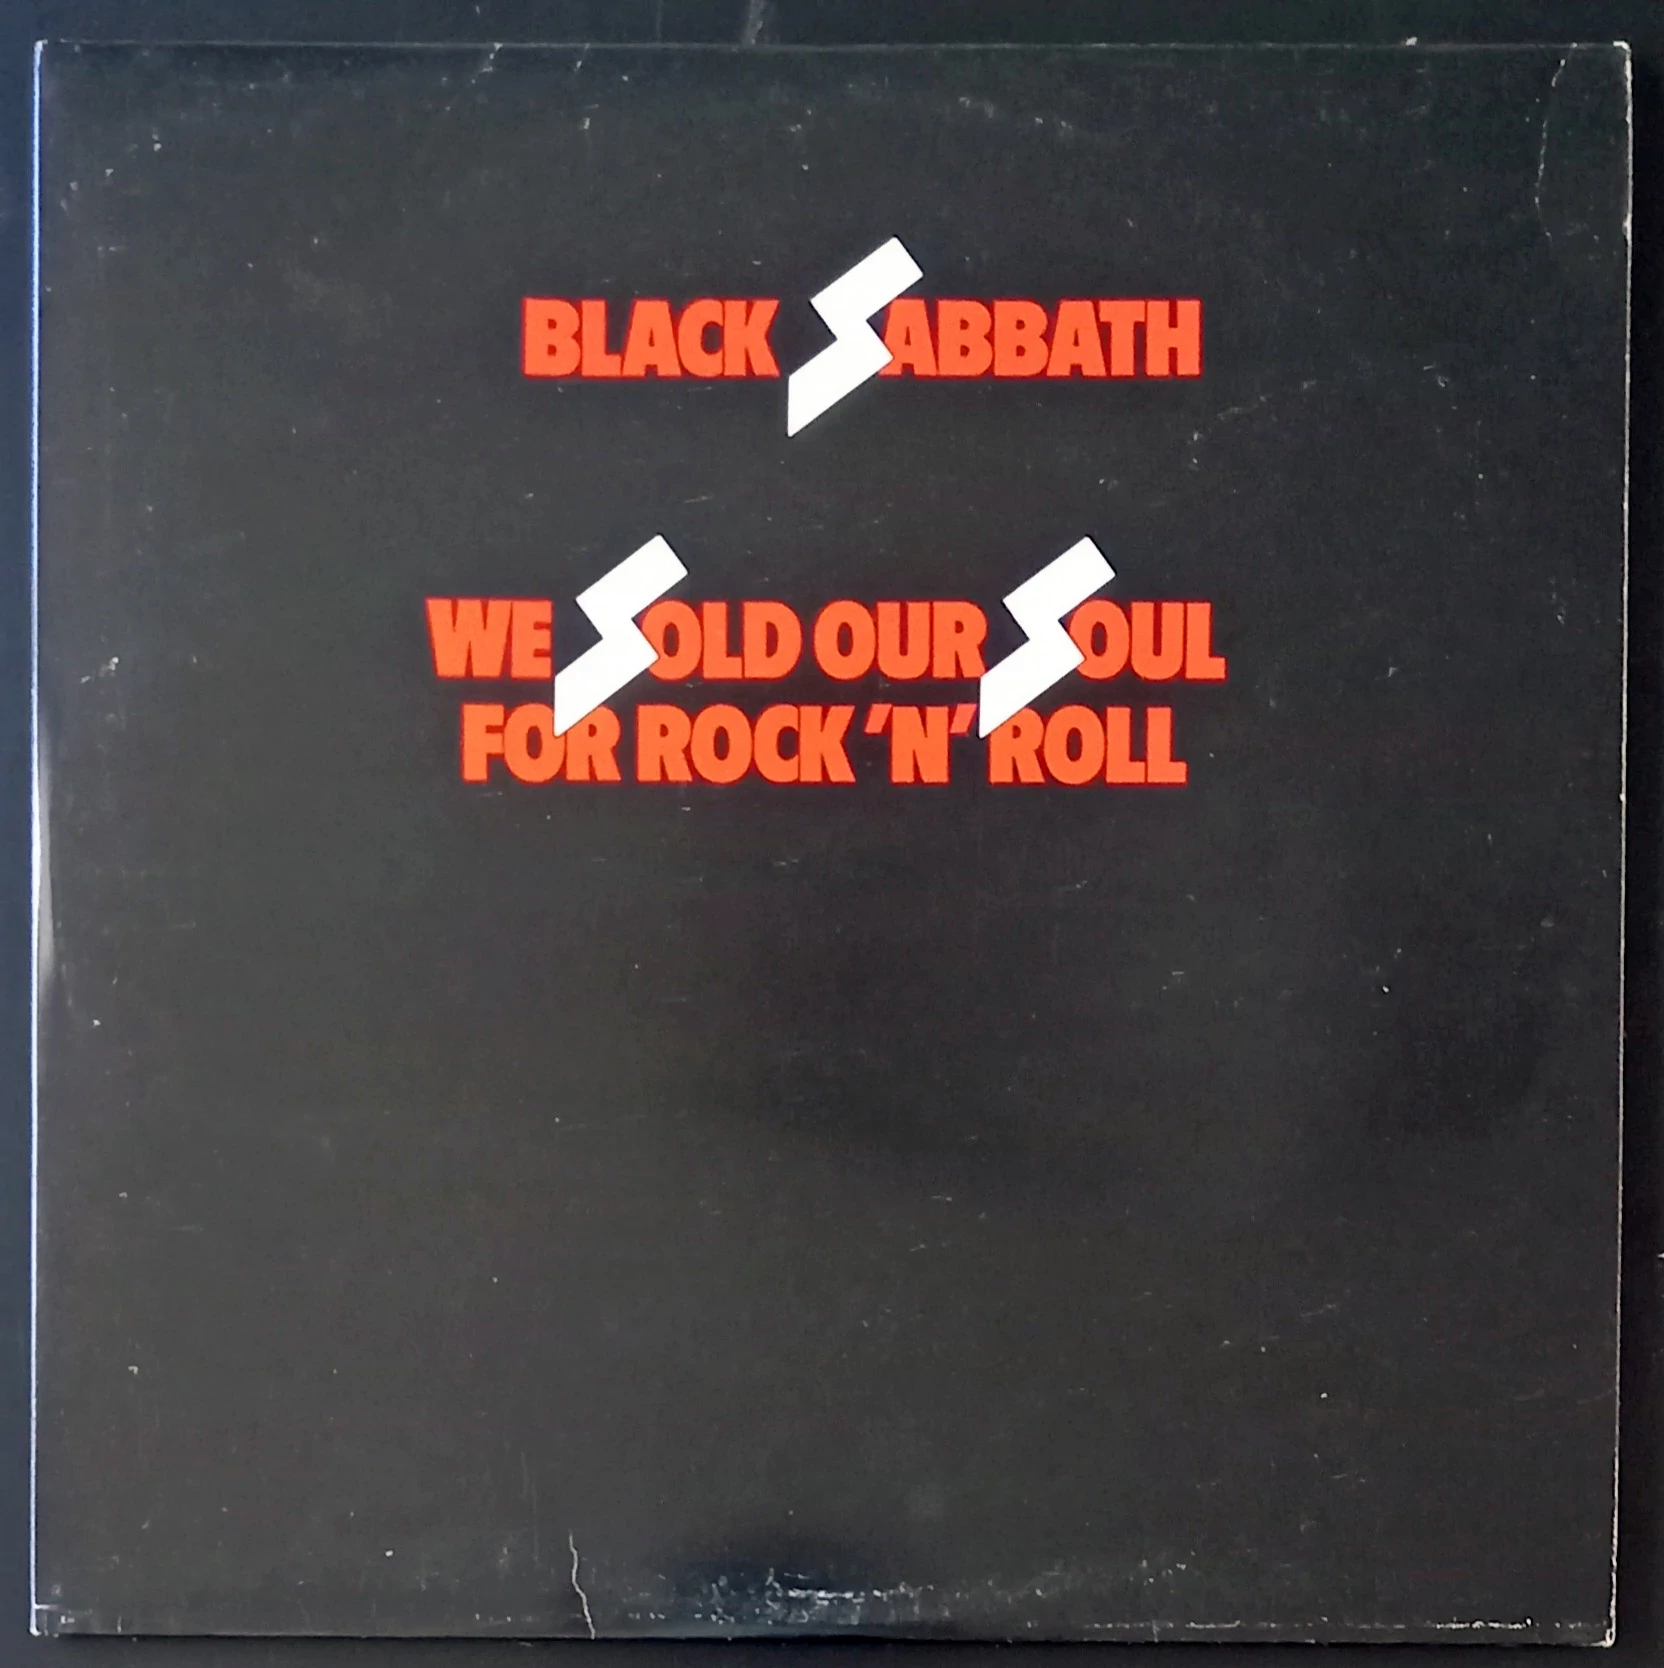 BLACK SABBATH
WE SOLD OUR SOUL
FOR ROCK 'N' ROLL